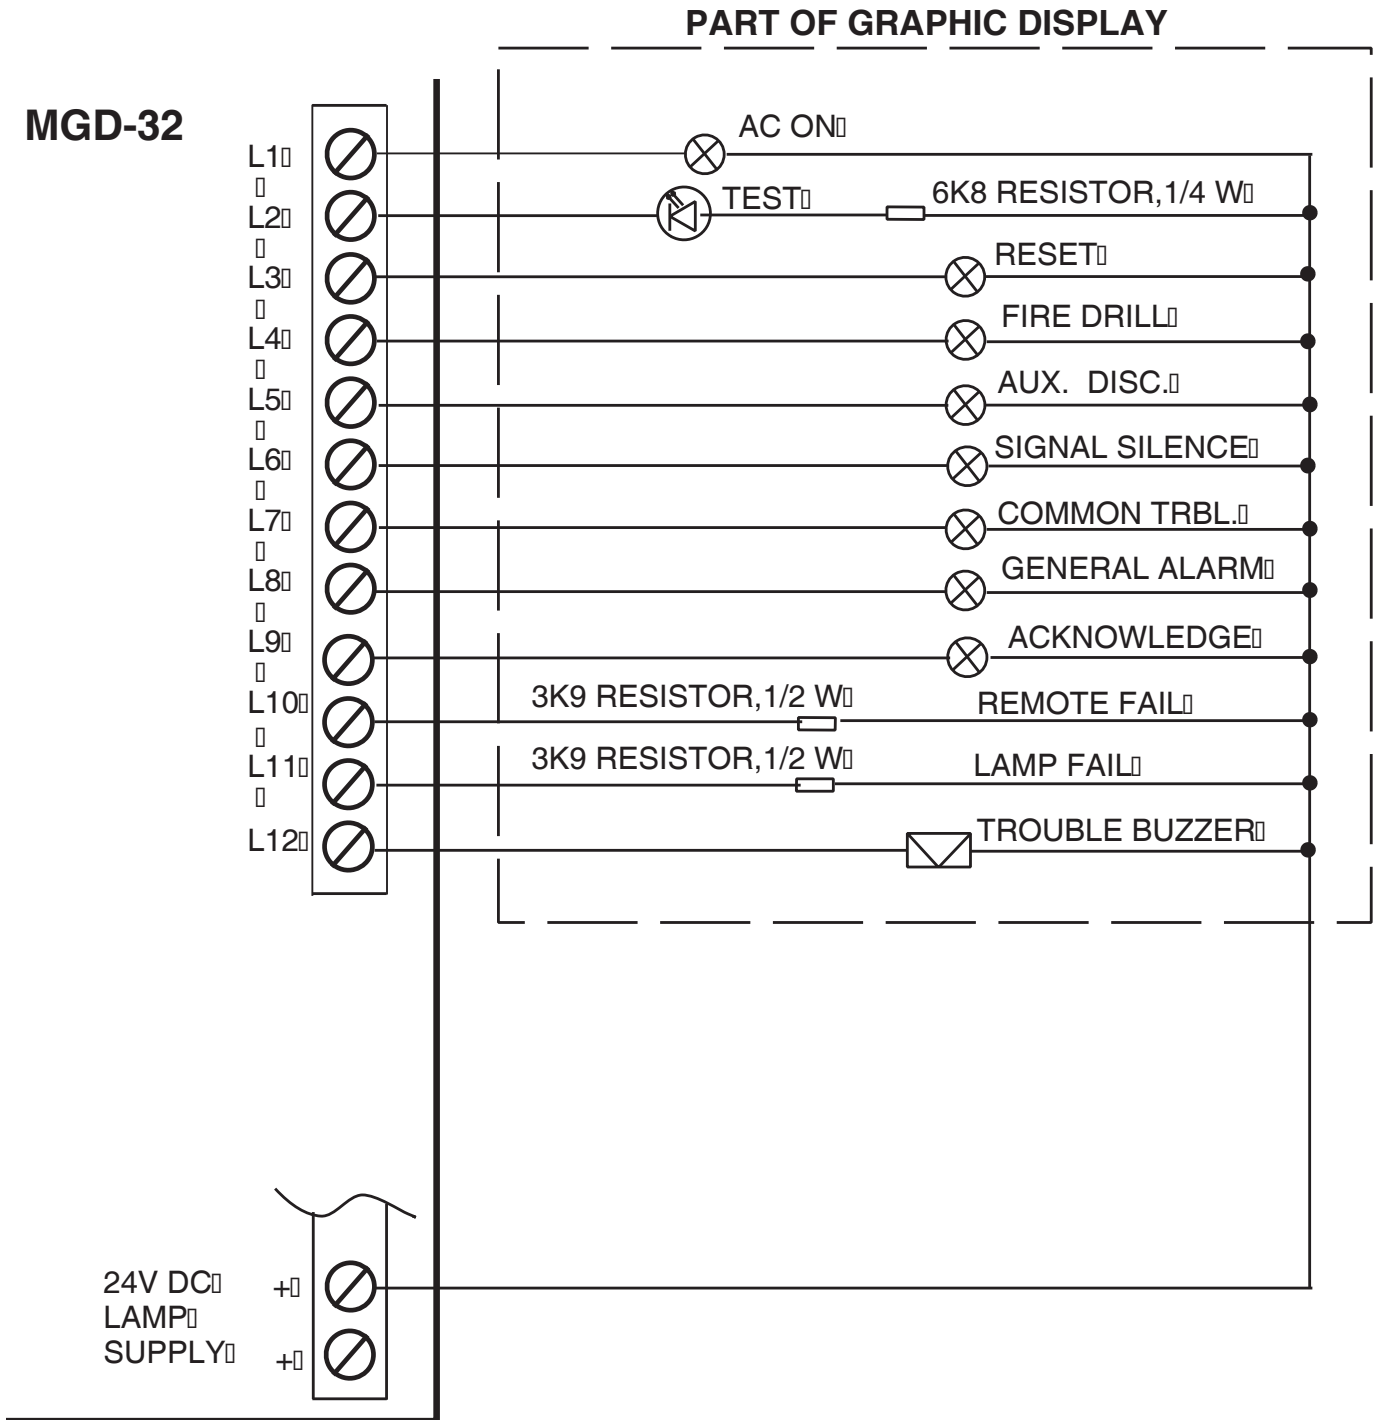 PART OF GRAPHIC DISPLAY
MGD-32
L1
AC ON
L2
TEST
6K8 RESISTOR,1/4 W
L3
RESET
L4
FIRE DRILL
L5
AUX. DISC.
L6
SIGNAL SILENCE
L7
COMMON TRBL.
L8
GENERAL ALARM
L9
ACKNOWLEDGE
L10
3K9 RESISTOR,1/2 W
REMOTE FAIL
L11
3K9 RESISTOR,1/2 W
LAMP FAIL
L12
TROUBLE BUZZER
24V DC
LAMP
SUPPLY
+
+